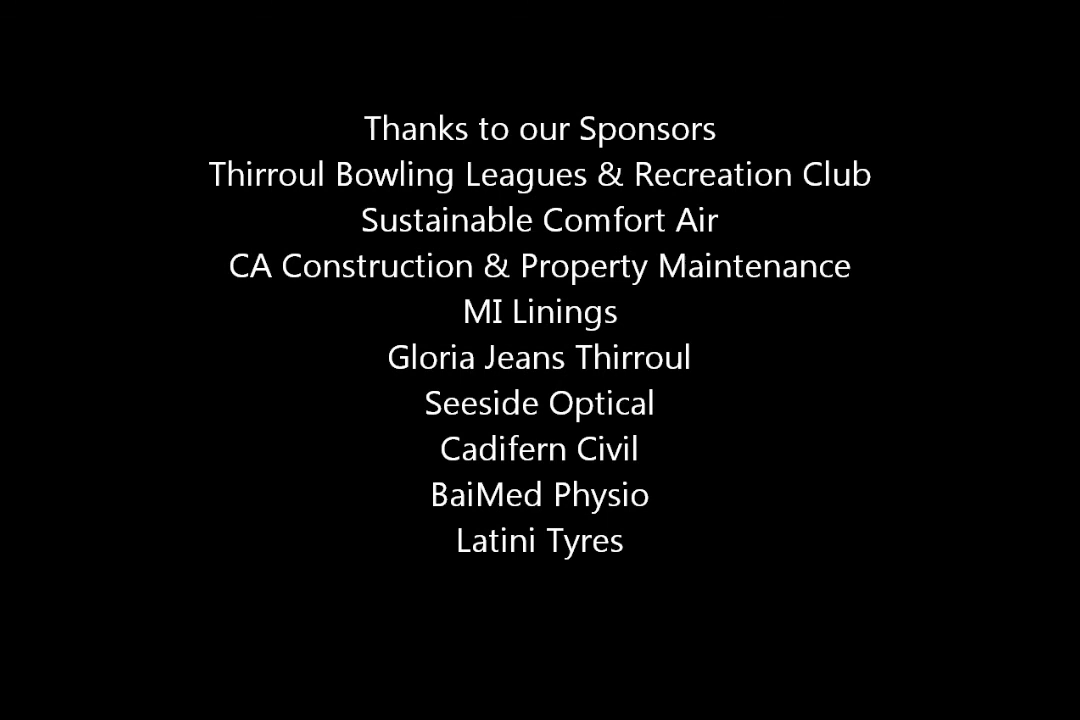 Thanks to our Sponsors
Thirroul Bowling Leagues & Recreation Club
Sustainable Comfort Air
CA Construction & Property Maintenance
MI Linings
Gloria Jeans Thirroul
Seeside Optical
Cadifern Civil
BaiMed Physio
Latini Tyres